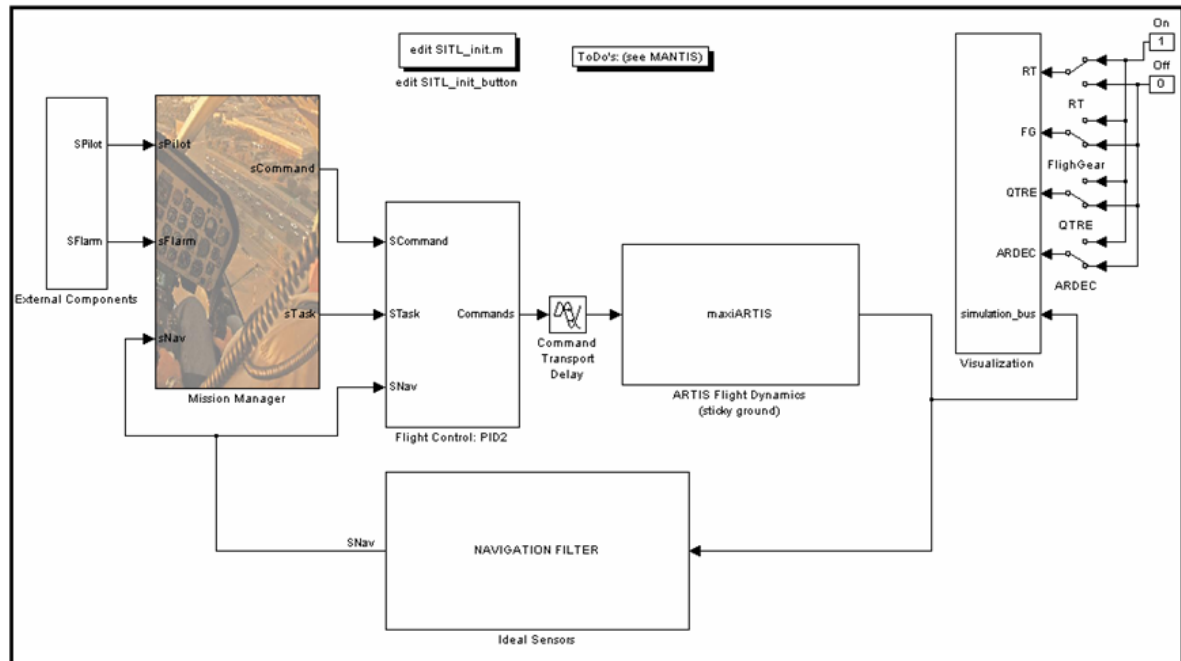 edit SITL_init.m
edit SITL_init_button
ToDo's: (see MANTIS)
On
1
Off
0
RT
RT
FG
FlighGear
QTRE
QTRE
ARDEC
ARDEC
simulation_bus
Visualization
SPilot
SFlarm
External Components
sPilot
sFlarm
sNav
sCommand
sTask
Mission Manager
SCommand
STask
SNav
Commands
Flight Control: PID2
Command
Transport
Delay
maxiARTIS
ARTIS Flight Dynamics
(sticky ground)
SNav
NAVIGATION FILTER
Ideal Sensors